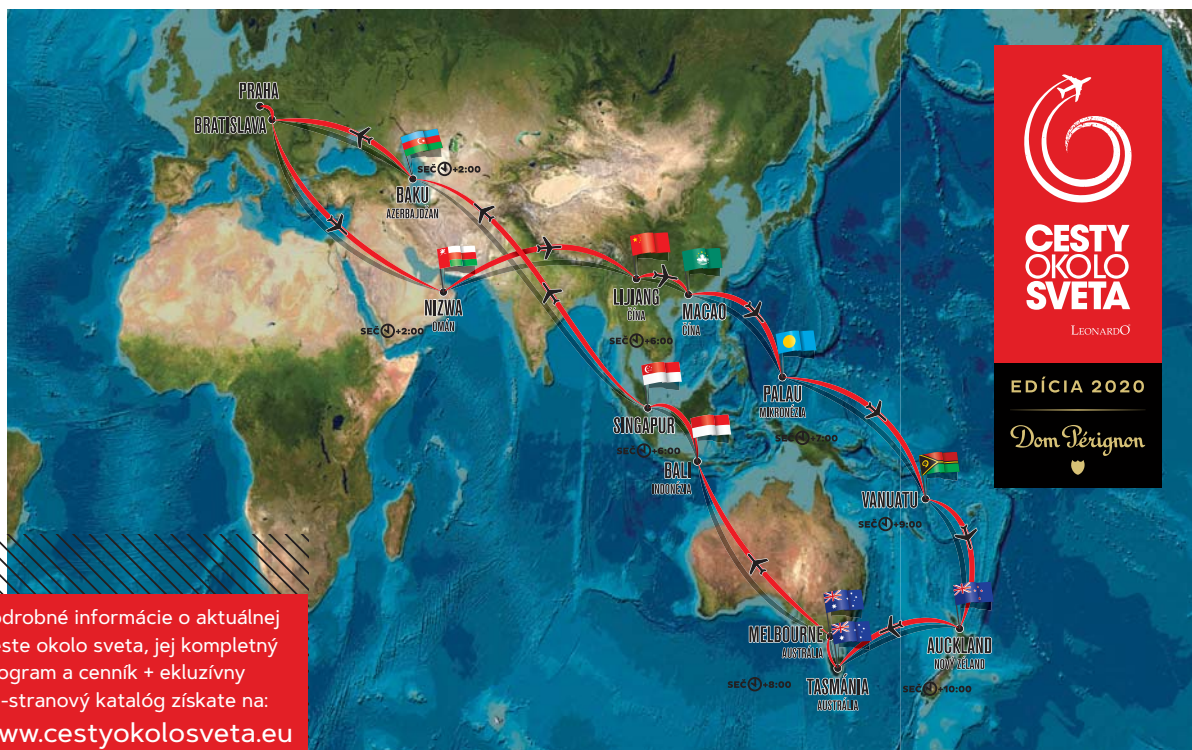 PRAHA
BRATISLAVA
SEČ +2:00
BAKU
AZERBAJDŽAN
NIZWA
OMÁN
SEČ +2:00
LIJIANG
ČÍNA
SEČ +6:00
MACAO
ČÍNA
PALAU
MIKRONÉZIA
SEČ +7:00
SINGAPUR
SEČ +6:00
BALI
INDONÉZIA
VANUATU
SEČ +9:00
MELBOURNE
AUSTRÁLIA
TASMÁNIA
AUSTRÁLIA
SEČ +8:00
AUCKLAND
NOVÝ ZÉLAND
SEČ +10:00
CESTY
OKOLO
SVETA
LEONARDO
EDÍCIA 2020
Dom Pérignon
odrobné informácie o aktuálnej
este okolo sveta, jej kompletný
ogram a cenník + ekluzívny
-stranový katalóg získate na:
ww.cestyokolosveta.eu